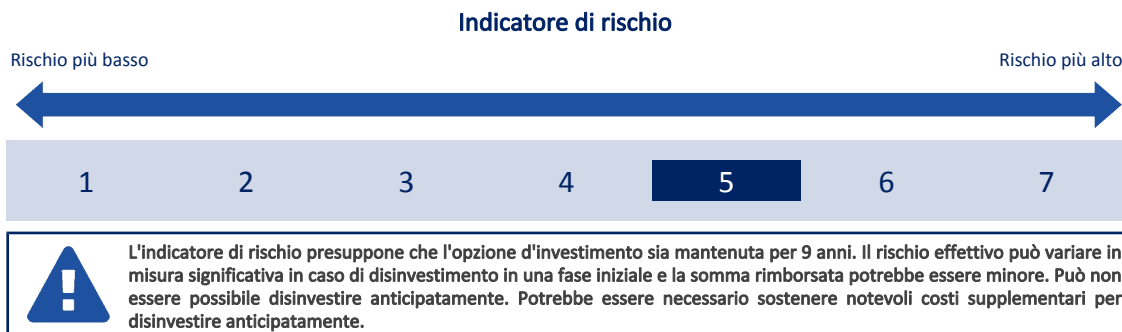 Indicatore di rischio
Rischio più basso
Rischio più alto
1 2 3 4 5 6 7
L'indicatore di rischio presuppone che l'opzione d'investimento sia mantenuta per 9 anni. Il rischio effettivo può variare in
misura significativa in caso di disinvestimento in una fase iniziale e la somma rimborsata potrebbe essere minore. Può non
essere possibile disinvestire anticipatamente. Potrebbe essere necessario sostenere notevoli costi supplementari per
disinvestire anticipatamente.